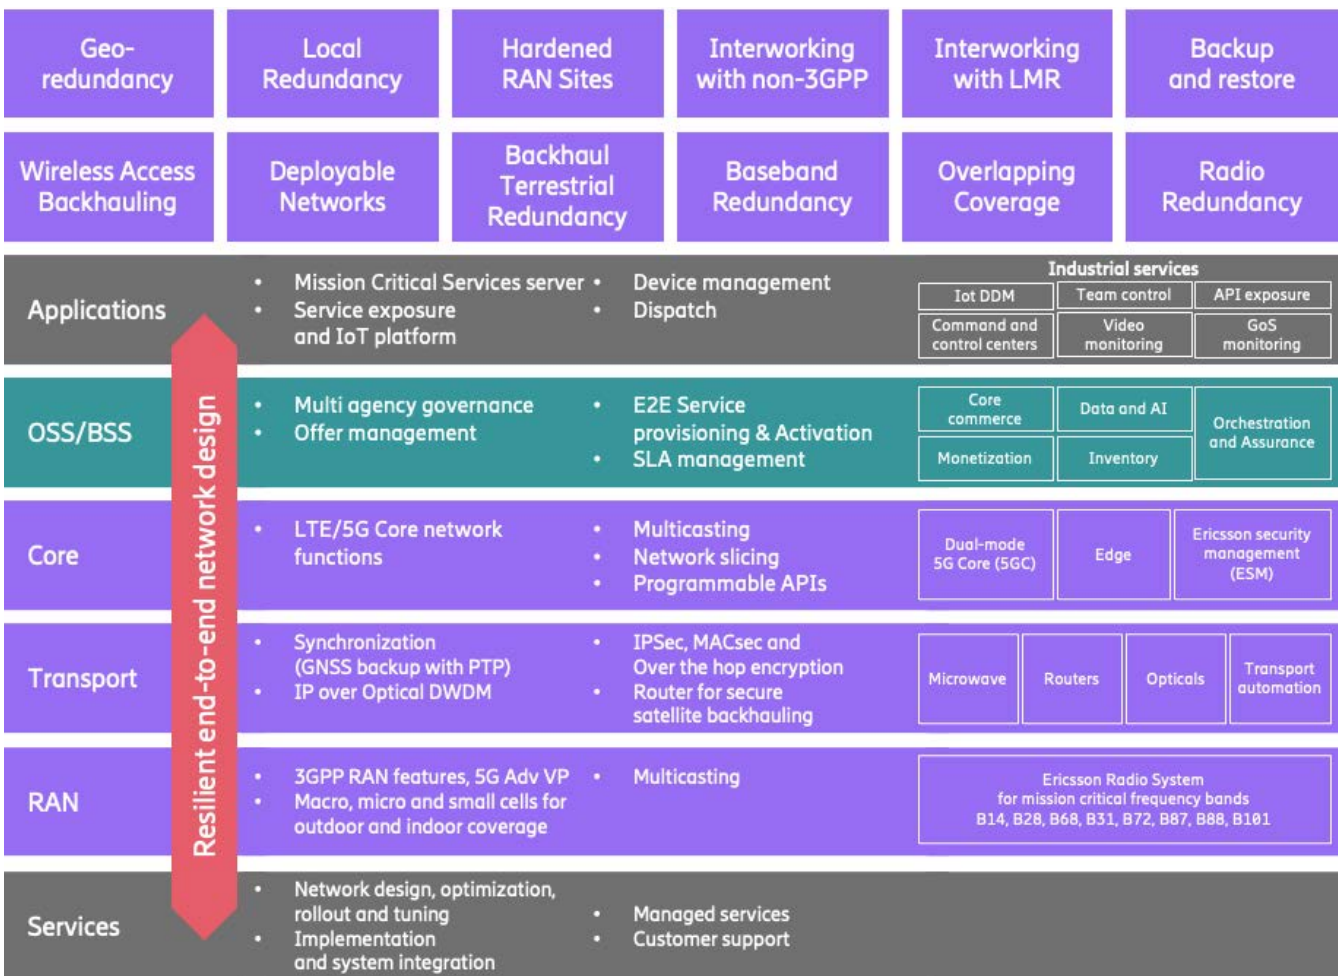 Geo-
redundancy
Local
Redundancy
Hardened
RAN Sites
Interworking
with non-3GPP
Interworking
with LMR
Backup
and restore
Wireless Access
Backhauling
Deployable
Networks
Backhaul
Terrestrial
Redundancy
Baseband
Redundancy
Overlapping
Coverage
Radio
Redundancy
Resilient end-to-end network design
Applications
• Mission Critical Services server
• Service exposure
and IoT platform
• Device management
• Dispatch
Industrial services
Iot DDM
Team control
API exposure
Command and
control centers
Video
monitoring
GoS
monitoring
OSS/BSS
• Multi agency governance
• Offer management
• E2E Service
provisioning & Activation
• SLA management
Core
commerce
Data and AI
Orchestration
and Assurance
Monetization
Inventory
Core
• LTE/5G Core network
functions
• Multicasting
• Network slicing
• Programmable APIs
Dual-mode
5G Core (5GC)
Edge
Ericsson security
management
(ESM)
Transport
• Synchronization
(GNSS backup with PTP)
• IP over Optical DWDM
• IPSec, MACsec and
Over the hop encryption
• Router for secure
satellite backhauling
Microwave
Routers
Opticals
Transport
automation
RAN
• 3GPP RAN features, 5G Adv VP
• Macro, micro and small cells for
outdoor and indoor coverage
• Multicasting
Ericsson Radio System
for mission critical frequency bands
B14, B28, B68, B31, B72, B87, B88, B101
Services
• Network design, optimization,
rollout and tuning
• Implementation
and system integration
• Managed services
• Customer support